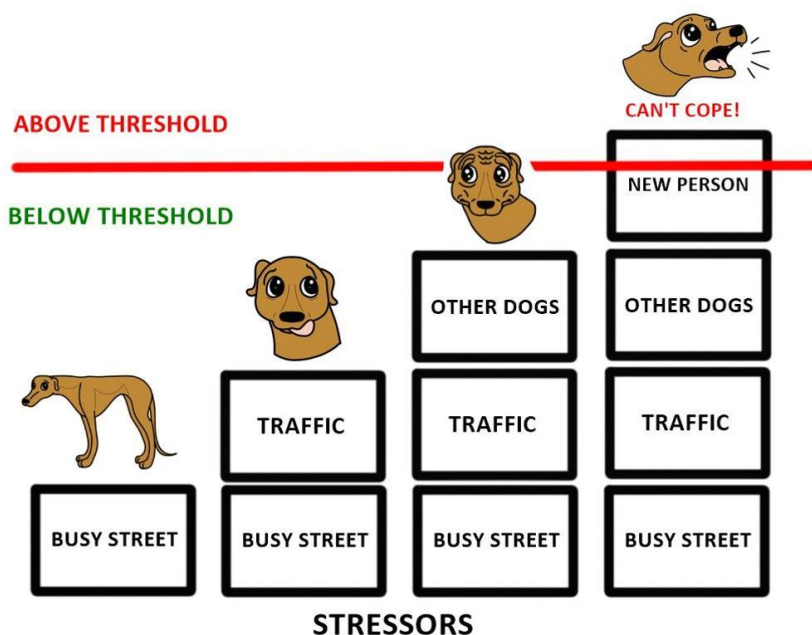 CAN'T COPE!
ABOVE THRESHOLD
NEW PERSON
BELOW THRESHOLD
OTHER DOGS
OTHER DOGS
TRAFFIC
TRAFFIC
TRAFFIC
BUSY STREET
BUSY STREET
BUSY STREET
BUSY STREET
STRESSORS